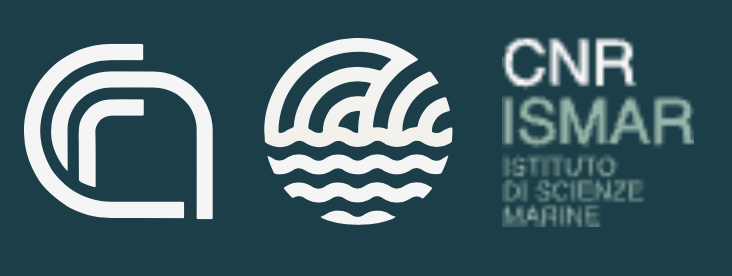 CNR
ISMAR
ISTITUTO
DI SCIENZE
MARINE